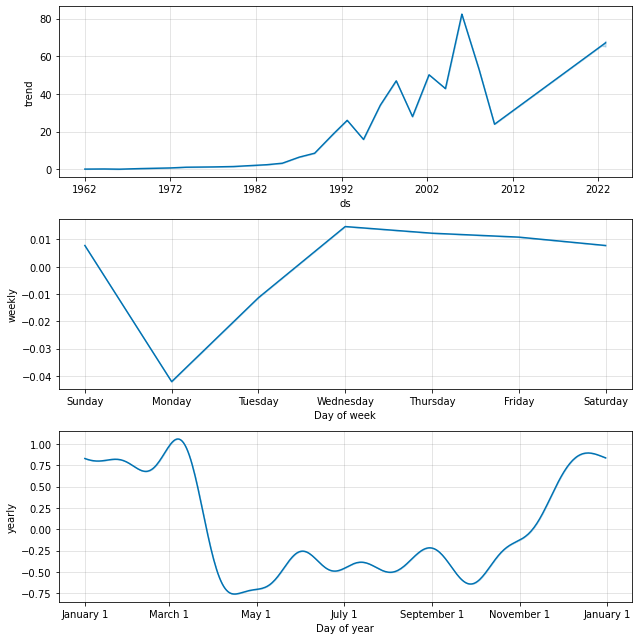 80
60
40
20
0
trend
1962 1972 1982 1992 2002 2012 2022
ds
0.01
0.00
−0.01
−0.02
−0.03
−0.04
weekly
Sunday Monday Tuesday Wednesday Thursday Friday Saturday
Day of week
1.00
0.75
0.50
0.25
0.00
−0.25
−0.50
−0.75
yearly
January 1 March 1 May 1 July 1 September 1 November 1 January 1
Day of year